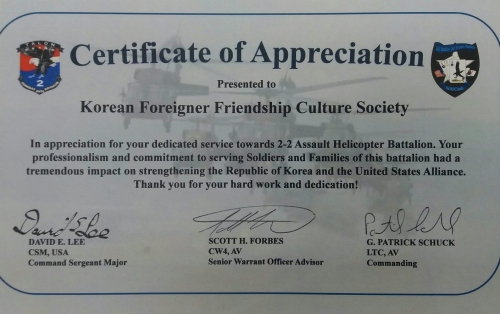 Certificate of Appreciation
Presented to
Korean Foreigner Friendship Culture Society
In appreciation for your dedicated service towards 2-2 Assault Helicopter Battalion. Your
professionalism and commitment to serving Soldiers and Families of this battalion had a
tremendous impact on strengthening the Republic of Korea and the United States Alliance.
Thank you for your hard work and dedication!
David E Lee
DAVID E. LEE
CSM, USA
Command Sergeant Major
SCOTT H. FORBES
CW4, AV
Senior Warrant Officer Advisor
G. PATRICK SCHUCK
LTC, AV
Commanding
2